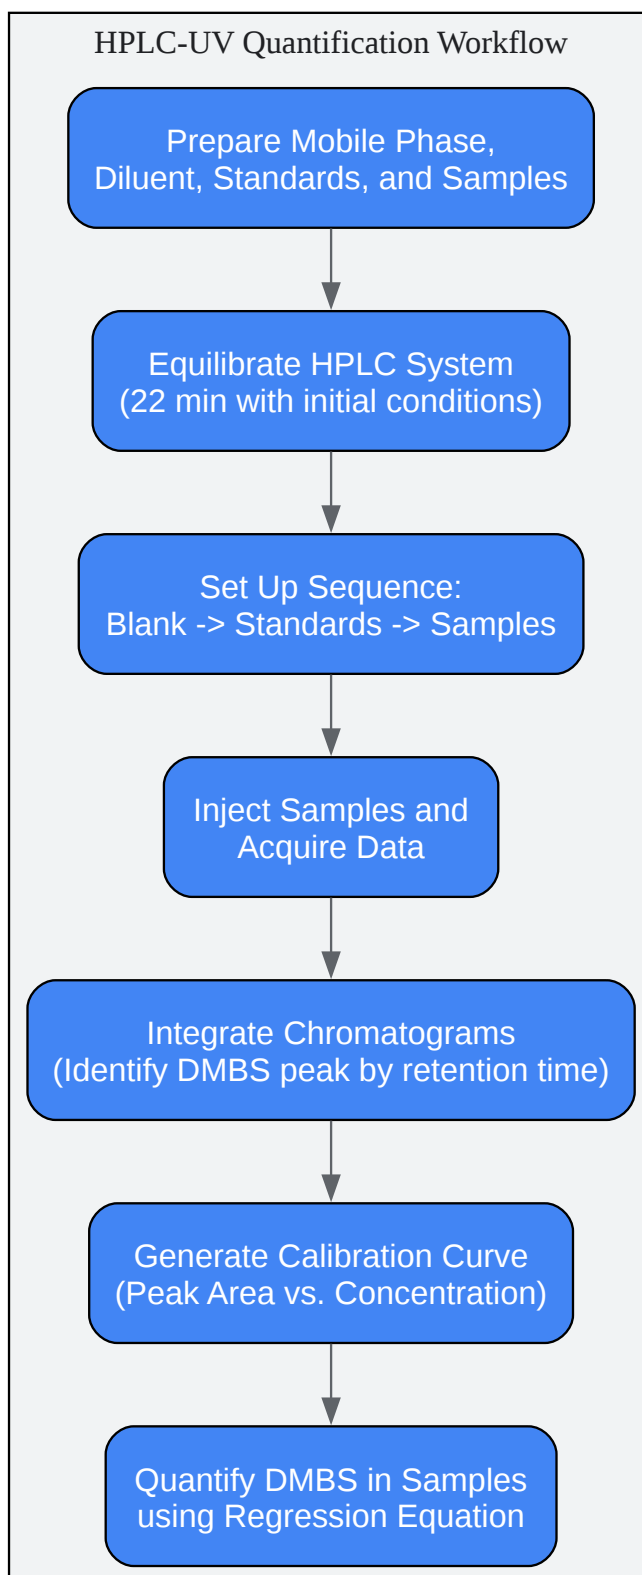 HPLC-UV Quantification Workflow
Prepare Mobile Phase,
Diluent, Standards, and Samples
Equilibrate HPLC System
(22 min with initial conditions)
Set Up Sequence:
Blank -> Standards -> Samples
Inject Samples and
Acquire Data
Integrate Chromatograms
(Identify DMBS peak by retention time)
Generate Calibration Curve
(Peak Area vs. Concentration)
Quantify DMBS in Samples
using Regression Equation